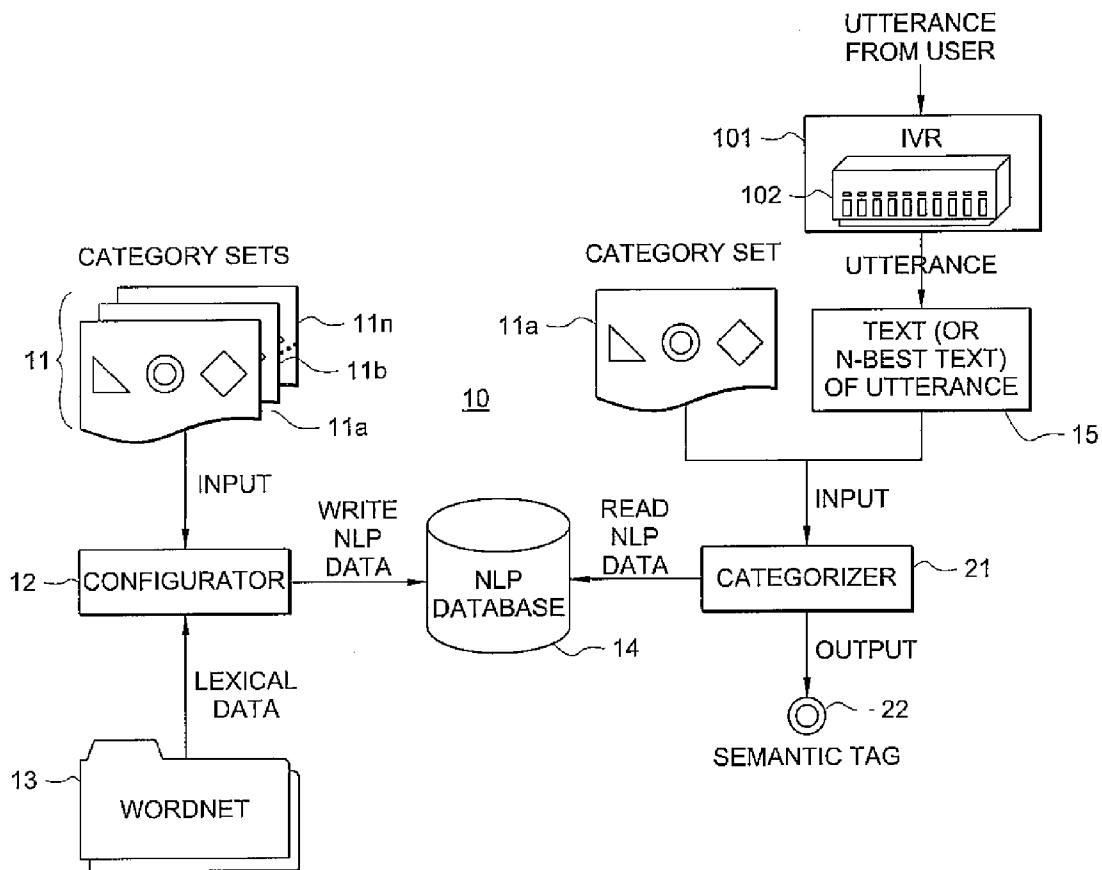 UTTERANCE
FROM USER
101
IVR
102
CATEGORY SETS
CATEGORY SET
UTTERANCE
11
11n
11b
11a
11a
TEXT (OR
N-BEST TEXT)
OF UTTERANCE
10
15
INPUT
INPUT
WRITE
NLP
DATA
READ
NLP
DATA
12
CONFIGURATOR
NLP
DATABASE
CATEGORIZER
21
14
LEXICAL
DATA
OUTPUT
22
SEMANTIC TAG
13
WORDNET